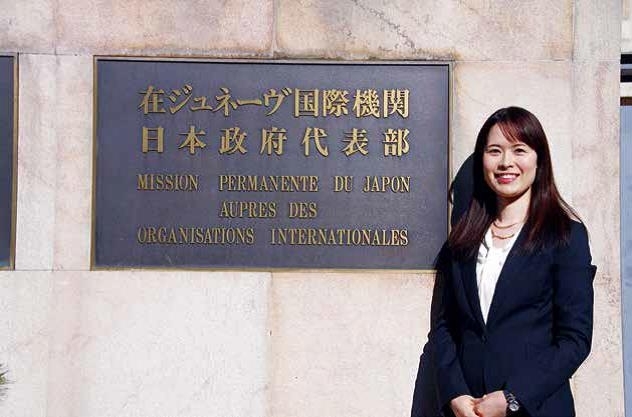 在ジュネーヴ国際機関
日本政府代表部
MISSION PERMANENTE DU JAPON
AUPRES DES
ORGANISATIONS INTERNATIONALES